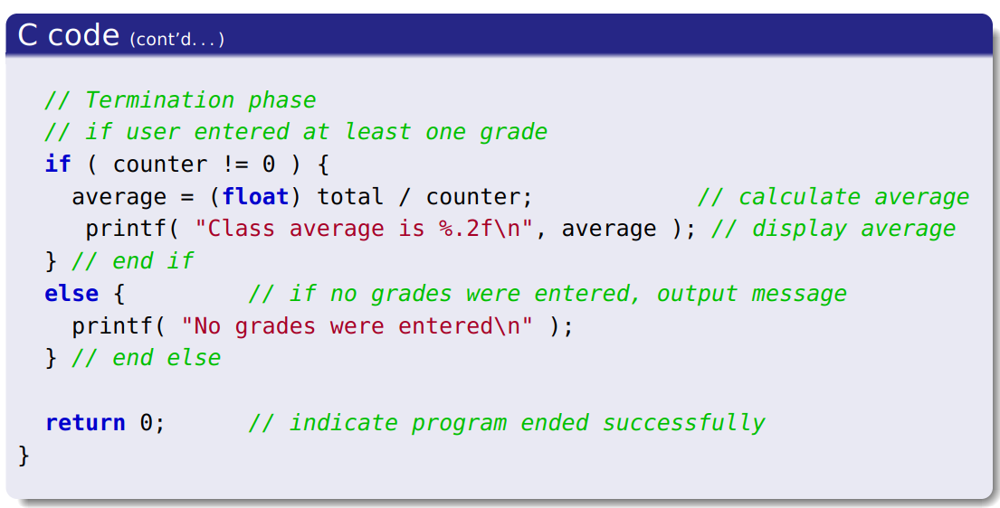 C code (cont’d...)
// Termination phase
// if user entered at least one grade
if ( counter != 0 ) {
average = (float) total / counter; // calculate average
printf( "Class average is %.2f\n", average ); // display average
} // end if
else { // if no grades were entered, output message
printf( "No grades were entered\n" );
} // end else
return 0; // indicate program ended successfully
}